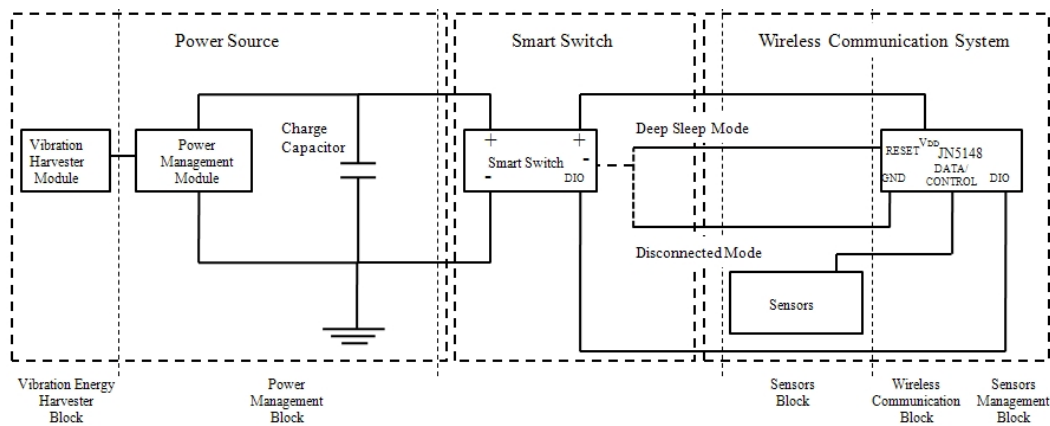 Power Source
Smart Switch
Wireless Communication System
Vibration
Harvester
Module
Power
Management
Module
Charge
Capacitor
+
+
-
Smart Switch
-
DIO
Deep Sleep Mode
Disconnected Mode
RESET
VDD
JN5148
DATA/
CONTROL
GND
DIO
Sensors
Vibration Energy
Harvester
Block
Power
Management
Block
Sensors
Block
Wireless
Communication
Block
Sensors
Management
Block